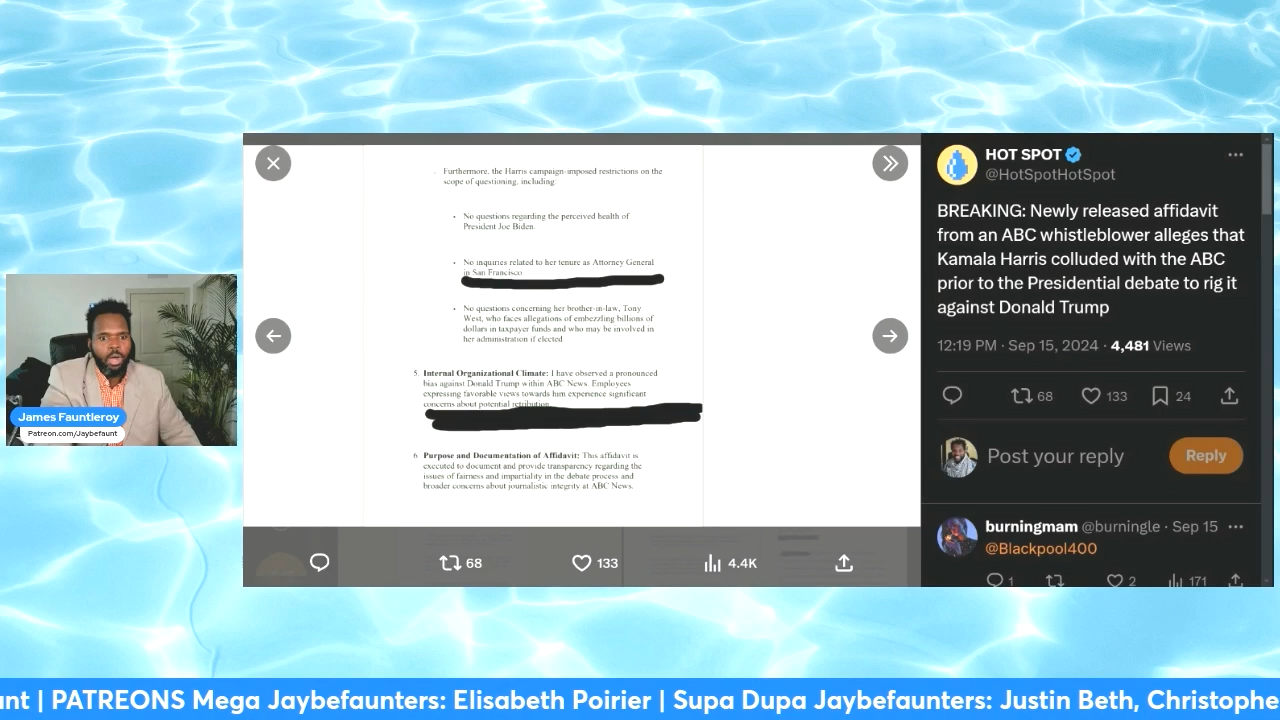 Furthermore, the Harris campaign-imposed restrictions on the
scope of questioning, including:
No questions regarding the perceived health of
President Joe Biden
No inquiries related to her tenure as Attorney General
in San Francisco
No questions concerning her brother-in-law, Tony
West, who faces allegations of embezzling billions of
dollars in taxpayer funds and who may be involved in
her administration if elected
5. Internal Organizational Climate: I have observed a pronounced
bias against Donald Trump within ABC News. Employees
expressing favorable views towards him experience significant
concerns about potential retribution.
6 Purpose and Documentation of Affidavit: This affidavit is
executed to document and provide transparency regarding the
issues of fairness and impartiality in the debate process and
broader concerns about journalistic integrity at ABC News.
68 133 4.4K
HOT SPOT
@HotSpotHotSpot
BREAKING: Newly released affidavit
from an ABC whistleblower alleges that
Kamala Harris colluded with the ABC
prior to the Presidential debate to rig it
against Donald Trump
12:19 PM · Sep 15, 2024 · 4,481 Views
68 133 24
Post your reply Reply
burningmam @burningle · Sep 15
@Blackpool400
1 2 171
James Fauntleroy
Patreon.com/Jaybefaunt
nt | PATREONS Mega Jaybefaunters: Elisabeth Poirier | Supa Dupa Jaybefaunters: Justin Beth, Christophe